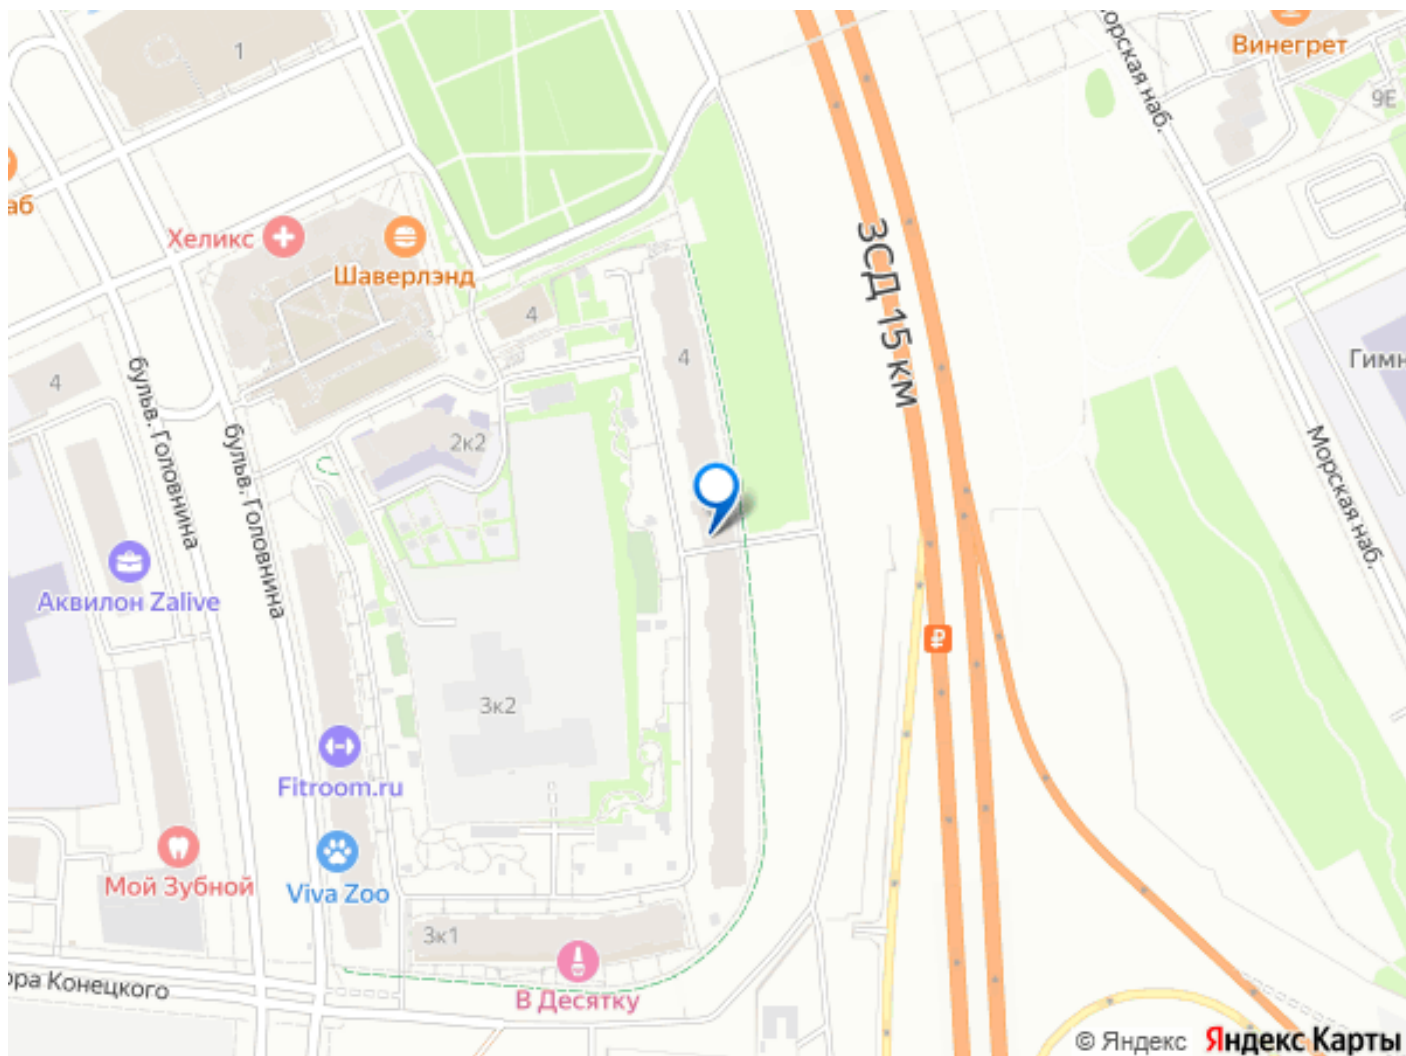 1
Винегрет
орская наб.
9Е
аб
Хеликс
Шаверлэнд
ЗСД 15 км
4
4
4
Гимн
бульв. Головнина
бульв. Головнина
2к2
Морская наб.
Аквилон Zalive
3к2
Fitroom.ru
Мой Зубной
Viva Zoo
3к1
ора Конецкого
В Десятку
© Яндекс Яндекс Карты